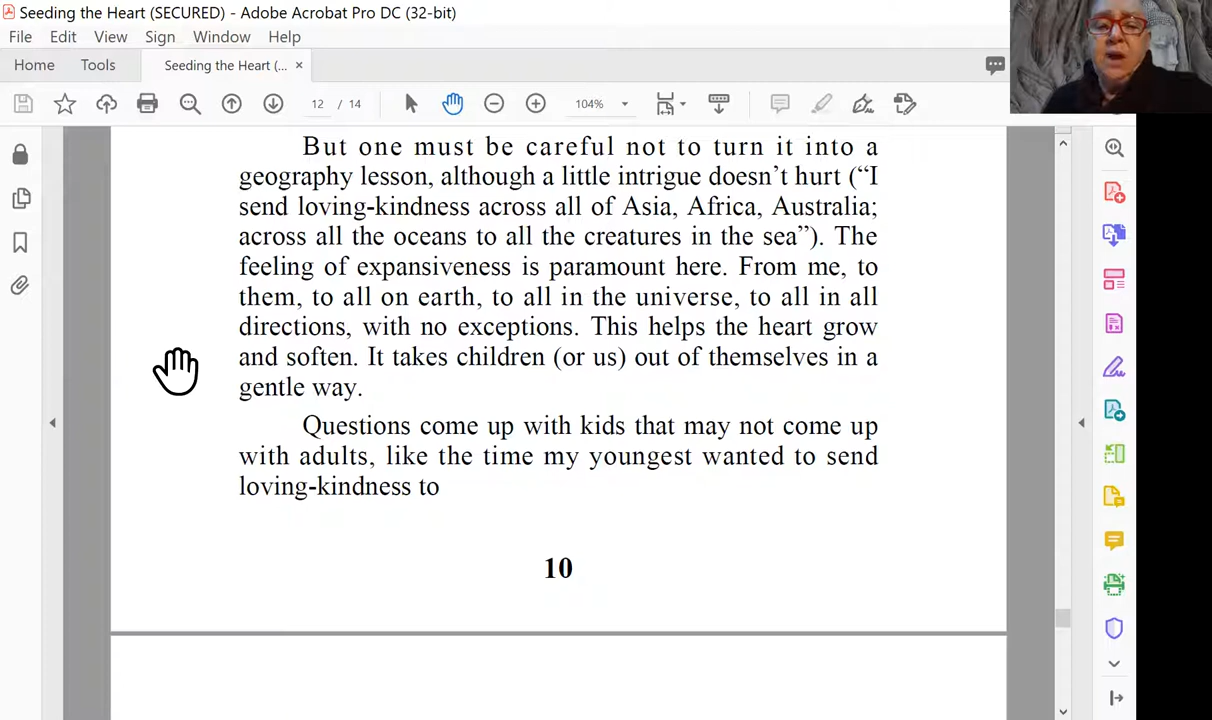 Seeding the Heart (SECURED) - Adobe Acrobat Pro DC (32-bit)
File Edit View Sign Window Help
Home Tools Seeding the Heart (... ×
12 / 14 104%
But one must be careful not to turn it into a
geography lesson, although a little intrigue doesn’t hurt (“I
send loving-kindness across all of Asia, Africa, Australia;
across all the oceans to all the creatures in the sea”). The
feeling of expansiveness is paramount here. From me, to
them, to all on earth, to all in the universe, to all in all
directions, with no exceptions. This helps the heart grow
and soften. It takes children (or us) out of themselves in a
gentle way.
Questions come up with kids that may not come up
with adults, like the time my youngest wanted to send
loving-kindness to
10